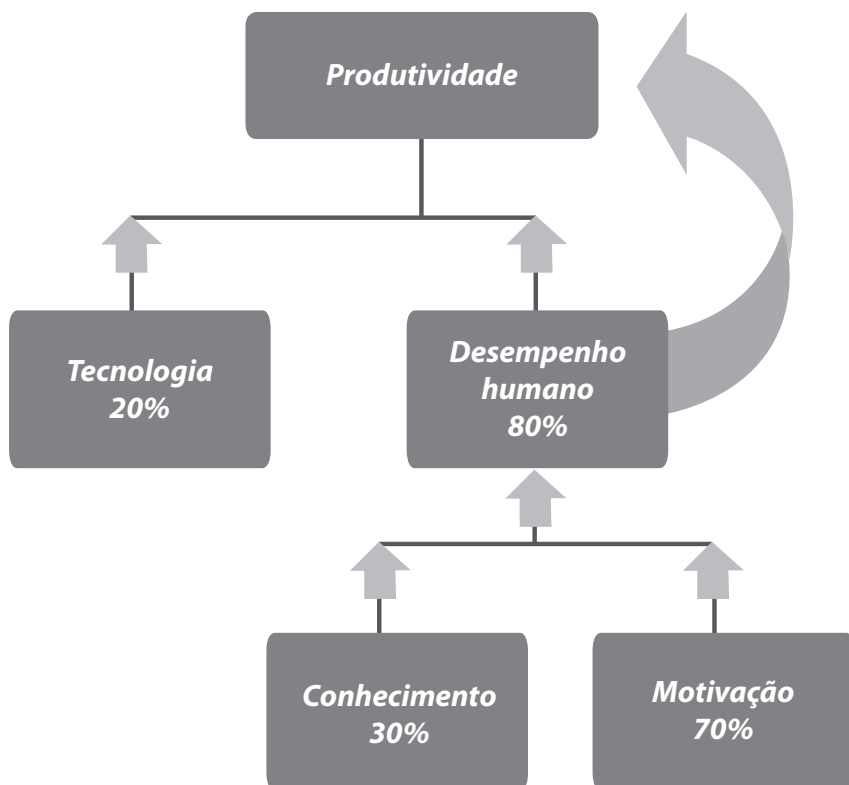 Produtividade
Tecnologia
20%
Desempenho
humano
80%
Conhecimento
30%
Motivação
70%